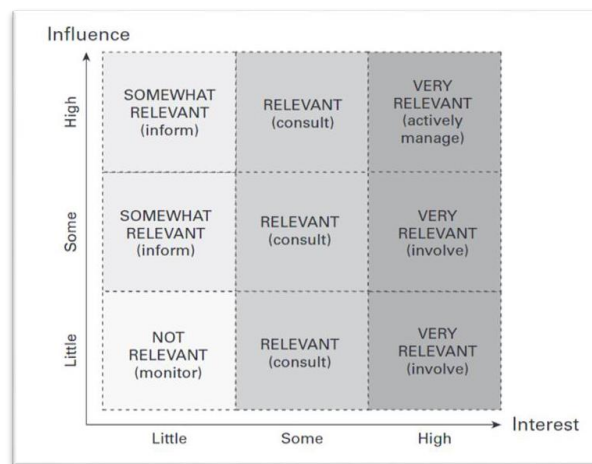 Influence
High
SOMEWHAT
RELEVANT
(inform)
RELEVANT
(consult)
VERY
RELEVANT
(actively
manage)
Some
SOMEWHAT
RELEVANT
(inform)
RELEVANT
(consult)
VERY
RELEVANT
(involve)
Little
NOT
RELEVANT
(monitor)
RELEVANT
(consult)
VERY
RELEVANT
(involve)
Little
Some
High
Interest